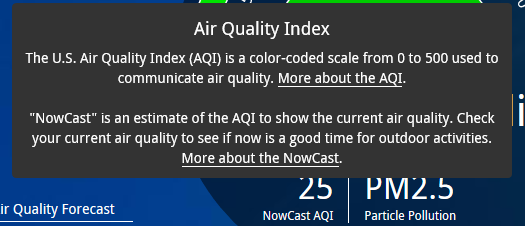 Air Quality Index
The U.S. Air Quality Index (AQI) is a color-coded scale from 0 to 500 used to
communicate air quality. More about the AQI.
"NowCast" is an estimate of the AQI to show the current air quality. Check
your current air quality to see if now is a good time for outdoor activities.
More about the NowCast.
25 PM2.5
NowCast AQI Particle Pollution
ir Quality Forecast